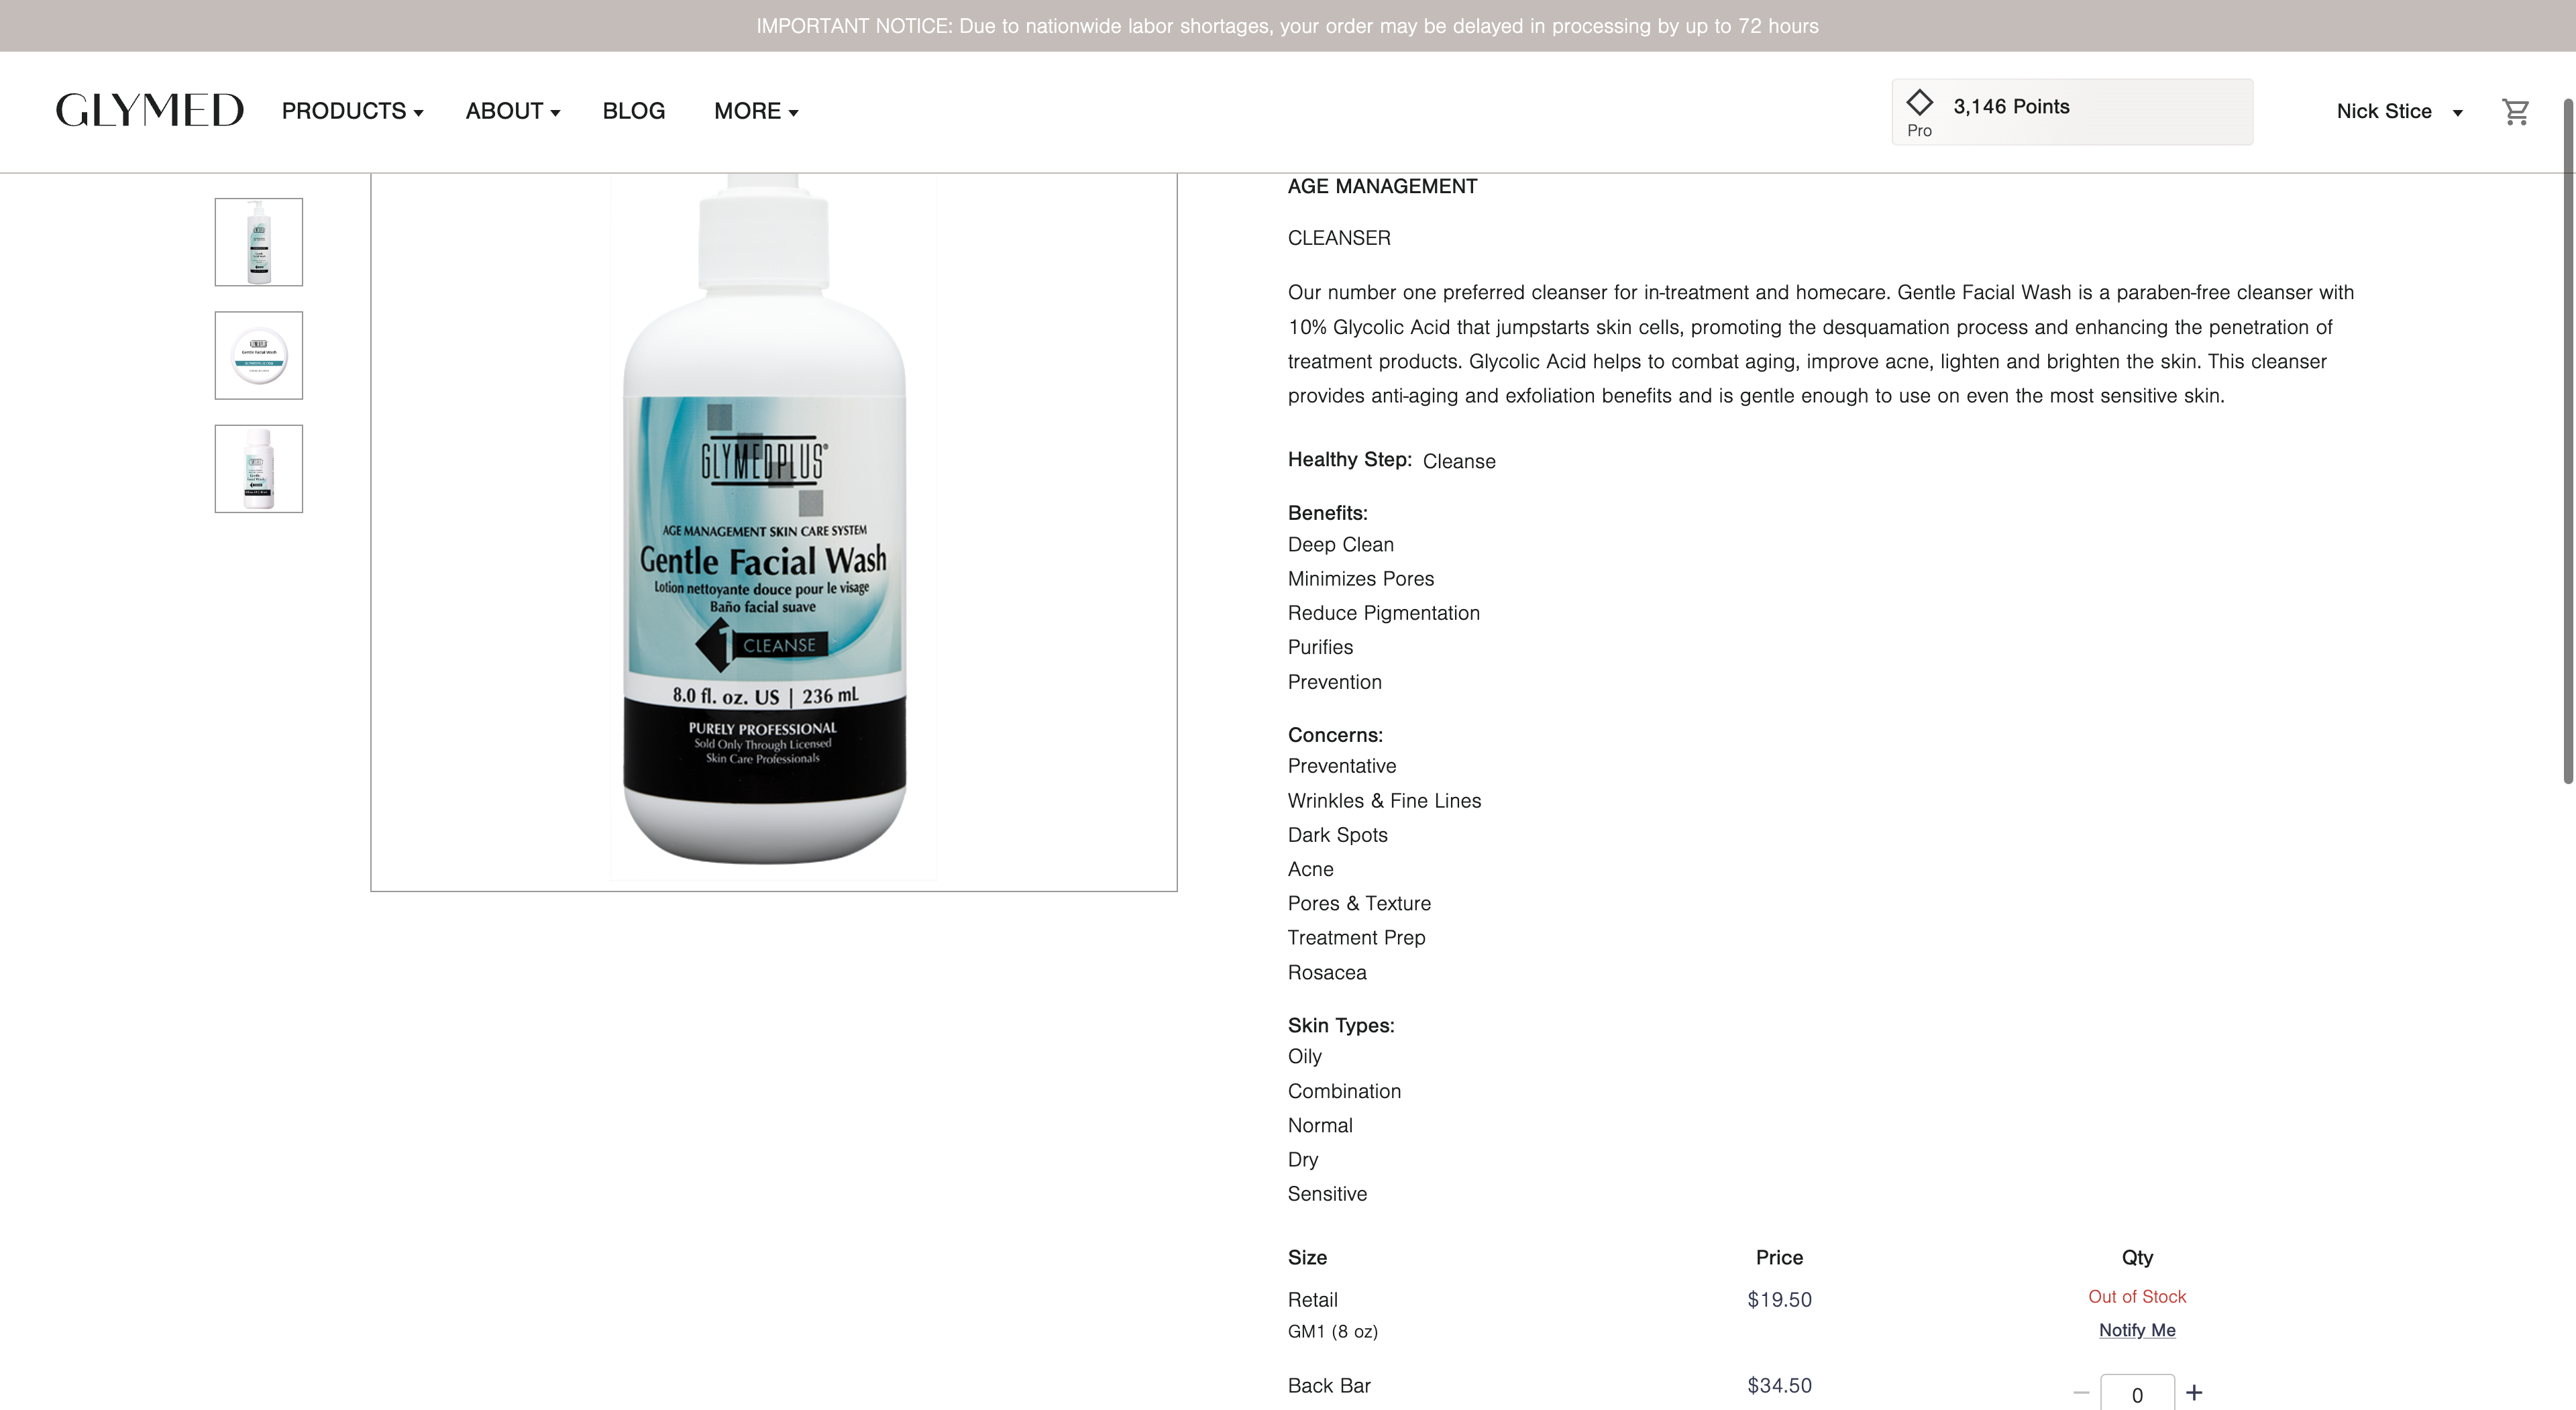 IMPORTANT NOTICE: Due to nationwide labor shortages, your order may be delayed in processing by up to 72 hours
GLYMED
PRODUCTS
ABOUT
BLOG
MORE
3,146 Points
Pro
Nick Stice
GLYMEDPLUS®
AGE MANAGEMENT SKIN CARE SYSTEM
Gentle Facial Wash
Lotion nettoyante douce pour le visage
Baño facial suave
1 CLEANSE
8.0 fl. oz. US | 236 mL
PURELY PROFESSIONAL
Sold Only Through Licensed
Skin Care Professionals
AGE MANAGEMENT
CLEANSER
Our number one preferred cleanser for in-treatment and homecare. Gentle Facial Wash is a paraben-free cleanser with
10% Glycolic Acid that jumpstarts skin cells, promoting the desquamation process and enhancing the penetration of
treatment products. Glycolic Acid helps to combat aging, improve acne, lighten and brighten the skin. This cleanser
provides anti-aging and exfoliation benefits and is gentle enough to use on even the most sensitive skin.
Healthy Step: Cleanse
Benefits:
Deep Clean
Minimizes Pores
Reduce Pigmentation
Purifies
Prevention
Concerns:
Preventative
Wrinkles & Fine Lines
Dark Spots
Acne
Pores & Texture
Treatment Prep
Rosacea
Skin Types:
Oily
Combination
Normal
Dry
Sensitive
Size Price Qty
Retail $19.50 Out of Stock
GM1 (8 oz) Notify Me
Back Bar $34.50 − 0 +